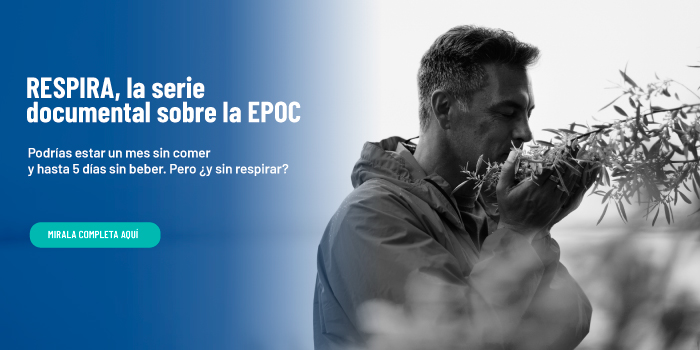 RESPIRA, la serie
documental sobre la EPOC
Podrías estar un mes sin comer
y hasta 5 días sin beber. Pero ¿y sin respirar?
MIRALA COMPLETA AQUÍ